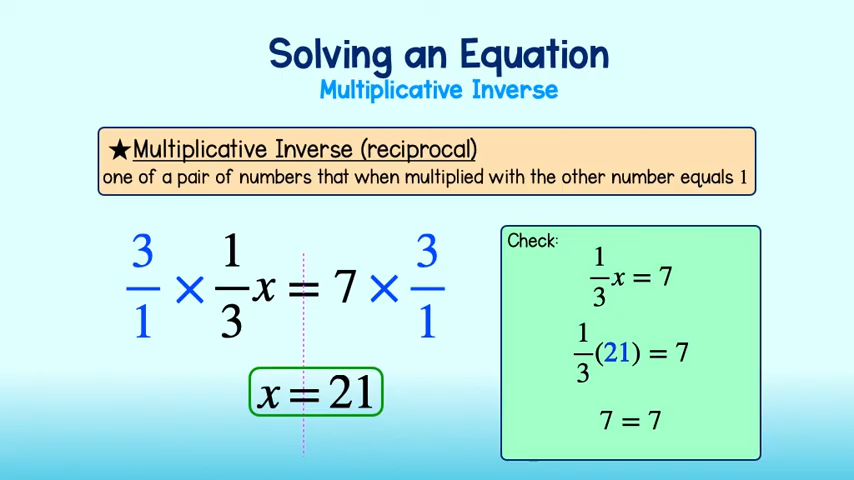 Solving an Equation
Multiplicative Inverse
★Multiplicative Inverse (reciprocal)
one of a pair of numbers that when multiplied with the other number equals 1
3/1 × 1/3 x = 7 × 3/1
x = 21
Check:
1/3 x = 7
1/3 (21) = 7
7 = 7